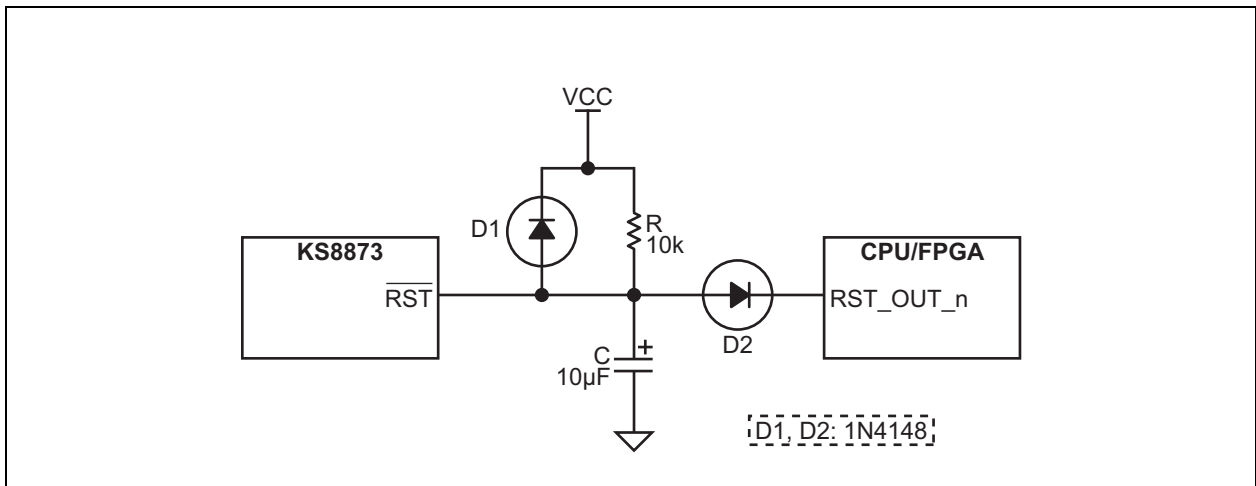 VCC
D1
R
10k
KS8873
RST
CPU/FPGA
RST_OUT_n
D2
C
+
10µF
D1, D2: 1N4148